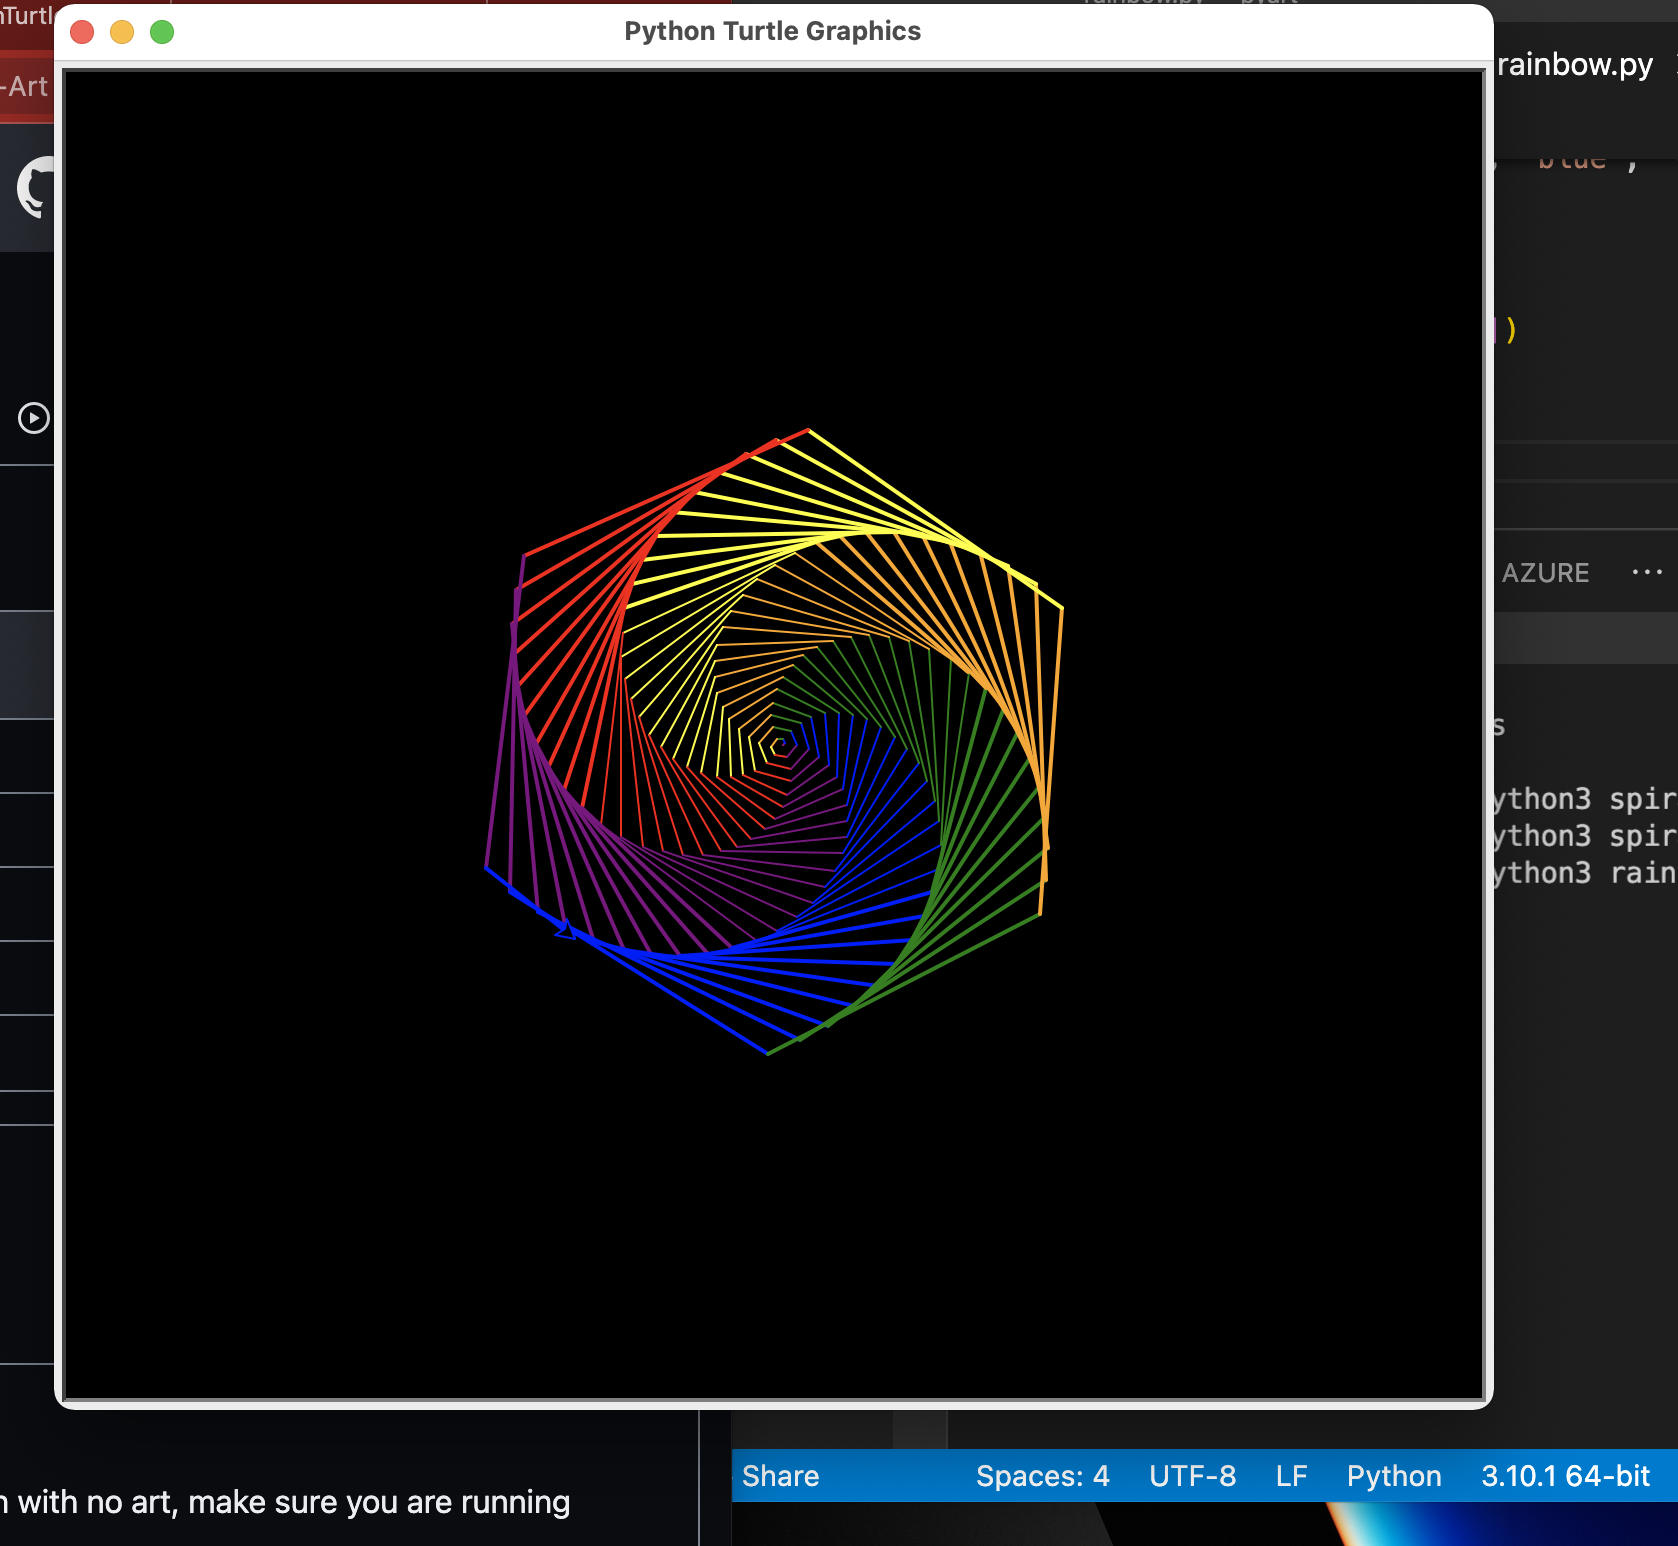 Python Turtle Graphics
rainbow.py
-Art
blue ,
)
AZURE ...
s
ython3 spir
ython3 spir
ython3 rain
Share Spaces: 4 UTF-8 LF Python 3.10.1 64-bit
n with no art, make sure you are running